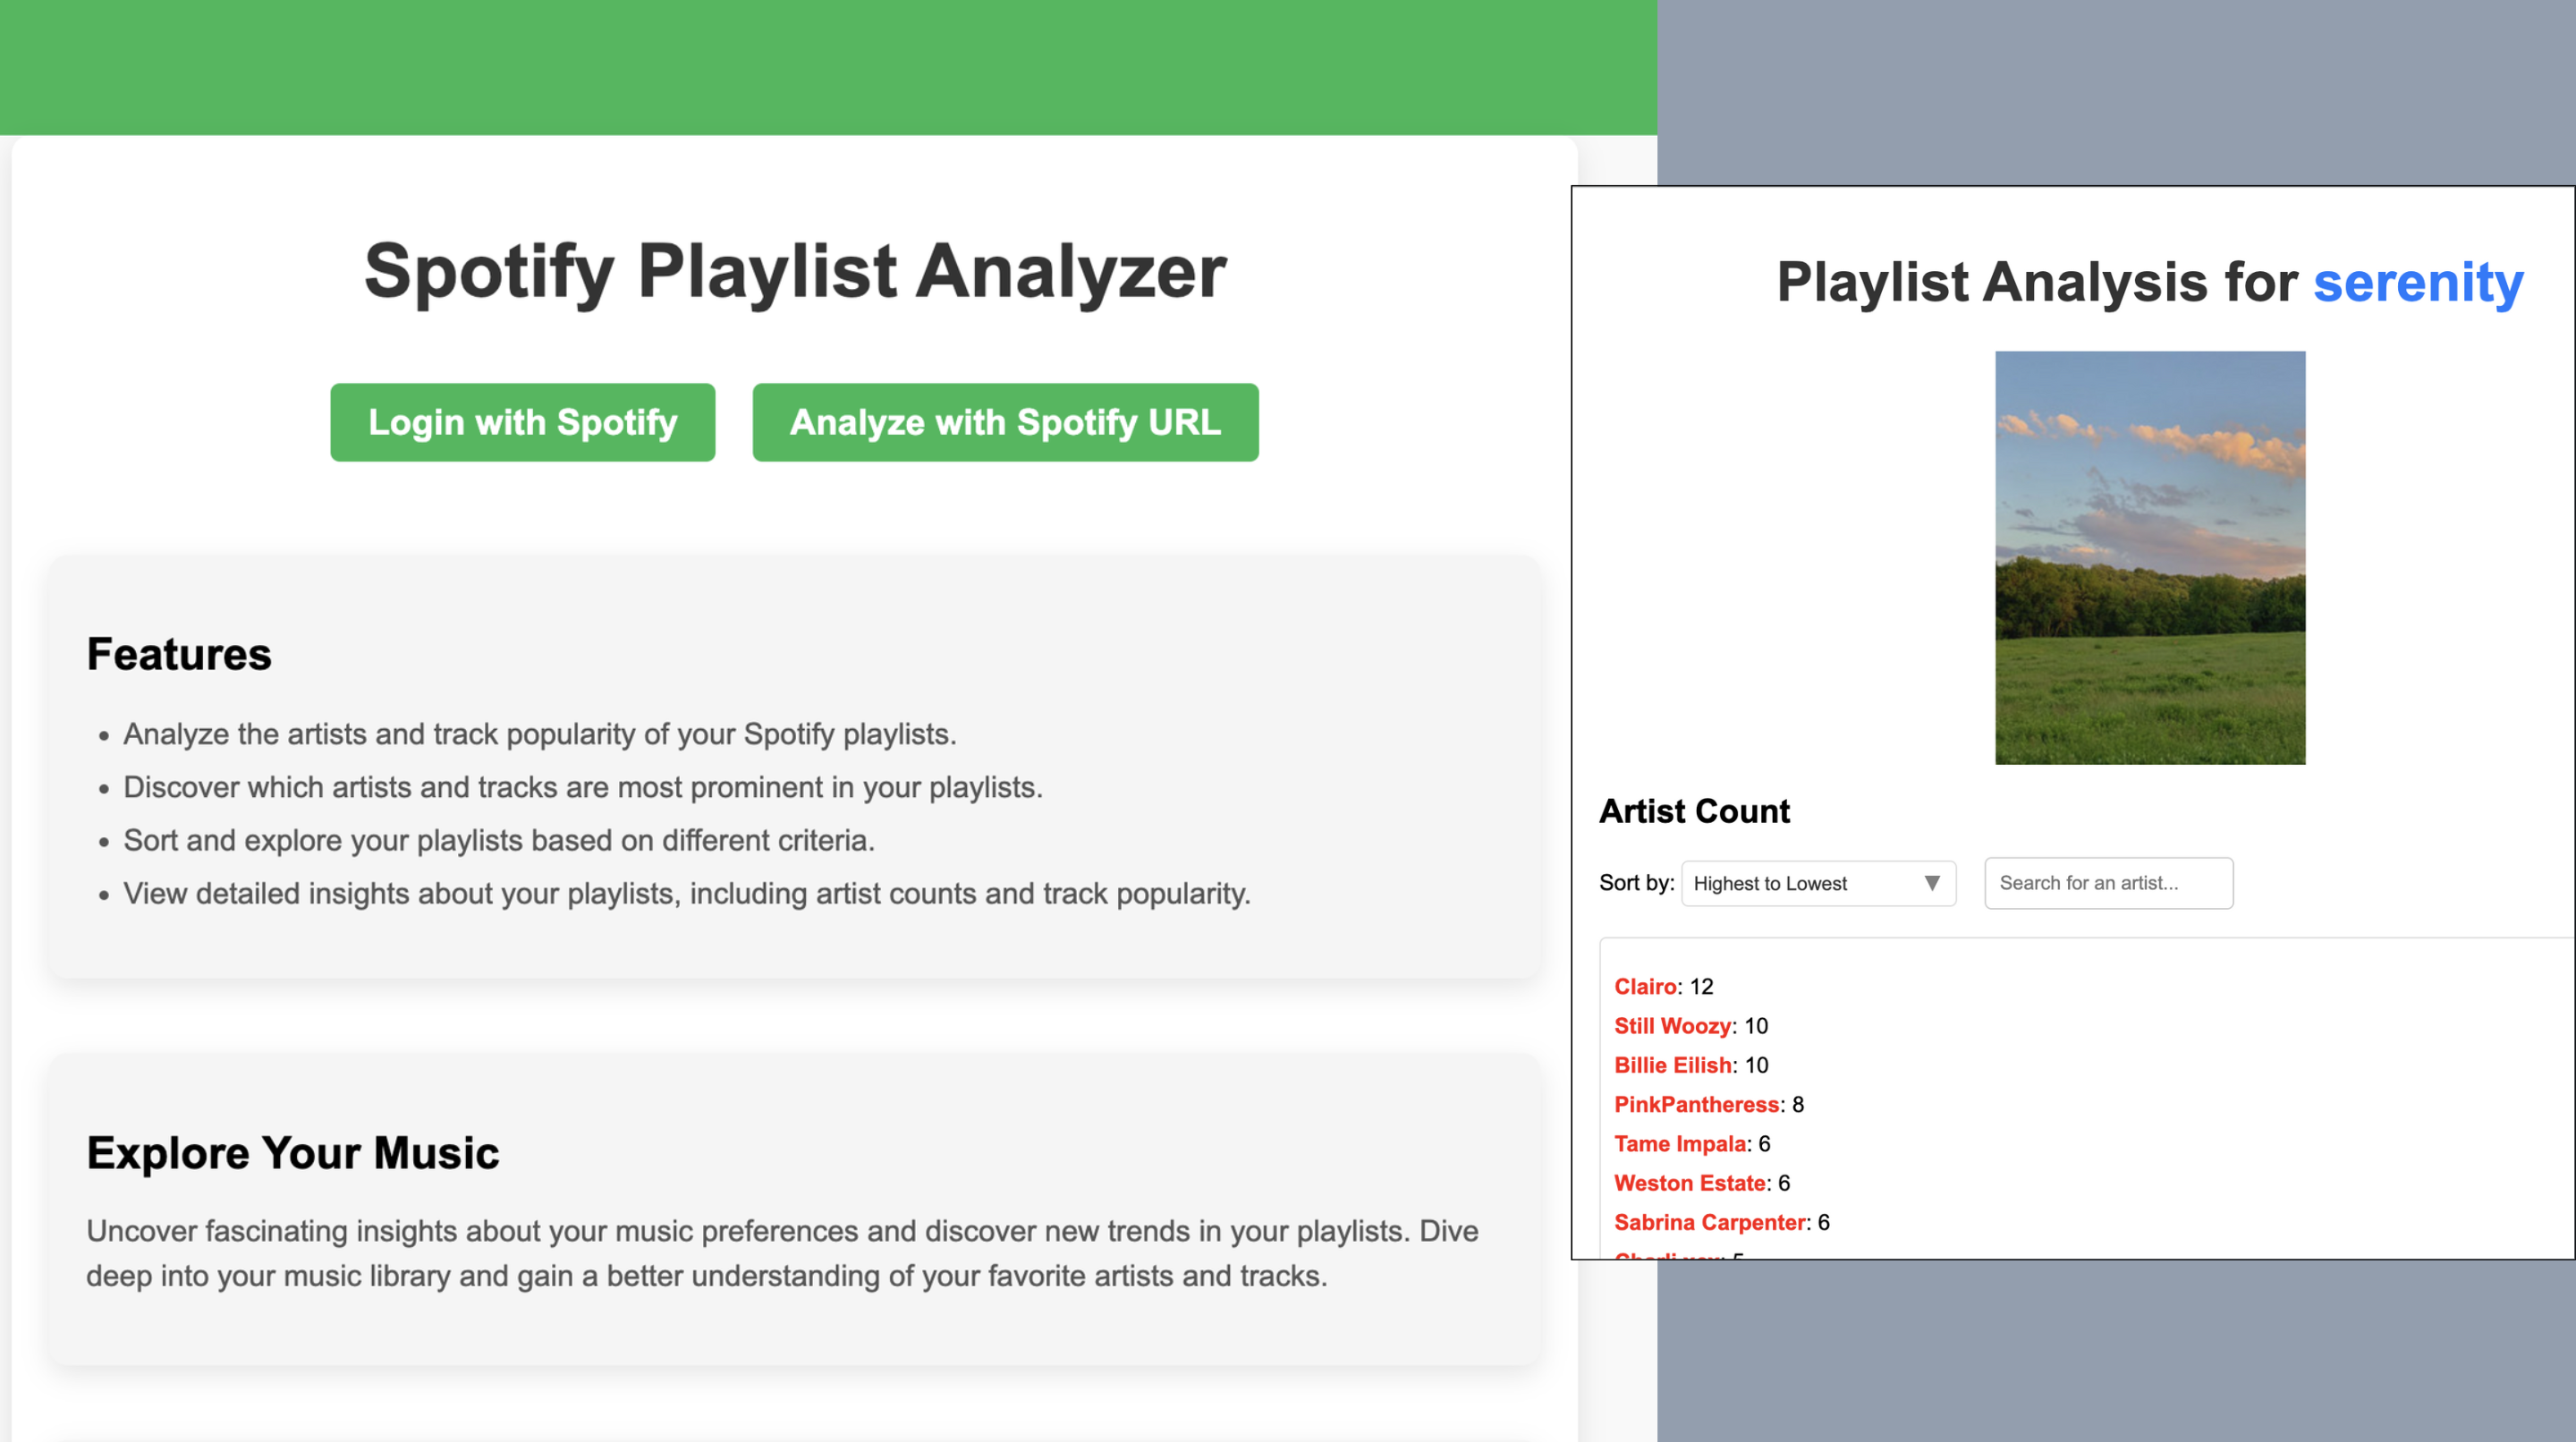 Spotify Playlist Analyzer
Login with Spotify
Analyze with Spotify URL
Features
• Analyze the artists and track popularity of your Spotify playlists.
• Discover which artists and tracks are most prominent in your playlists.
• Sort and explore your playlists based on different criteria.
• View detailed insights about your playlists, including artist counts and track popularity.
Explore Your Music
Uncover fascinating insights about your music preferences and discover new trends in your playlists. Dive
deep into your music library and gain a better understanding of your favorite artists and tracks.
Playlist Analysis for serenity
Artist Count
Sort by: Highest to Lowest
Search for an artist...
Clairo: 12
Still Woozy: 10
Billie Eilish: 10
PinkPantheress: 8
Tame Impala: 6
Weston Estate: 6
Sabrina Carpenter: 6